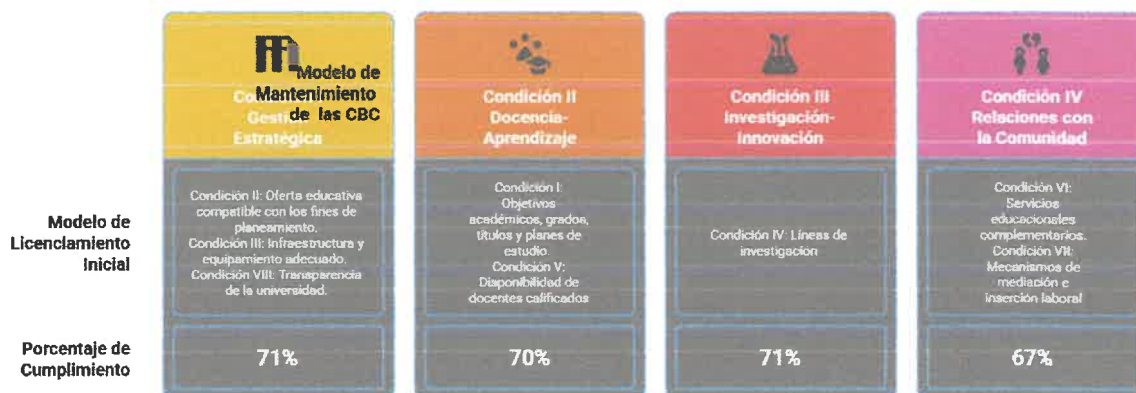 Modelo de
Mantenimiento
de las CBC
Gestión
Estratégica
Condición II
Docencia-
Aprendizaje
Condición III
Investigación-
Innovación
Condición IV
Relaciones con
la Comunidad
Modelo de
Licenciamiento
Inicial
Condición II: Oferta educativa
compatible con los fines de
planeamiento.
Condición III: Infraestructura y
equipamiento adecuado.
Condición VIII: Transparencia
de la universidad.
Condición I:
Objetivos
académicos, grados,
títulos y planes de
estudio.
Condición V:
Disponibilidad de
docentes calificados
Condición IV: Líneas de
investigación
Condición VI:
Servicios
educacionales
complementarios.
Condición VII:
Mecanismos de
mediación e
inserción laboral
Porcentaje de
Cumplimiento
71%
70%
71%
67%